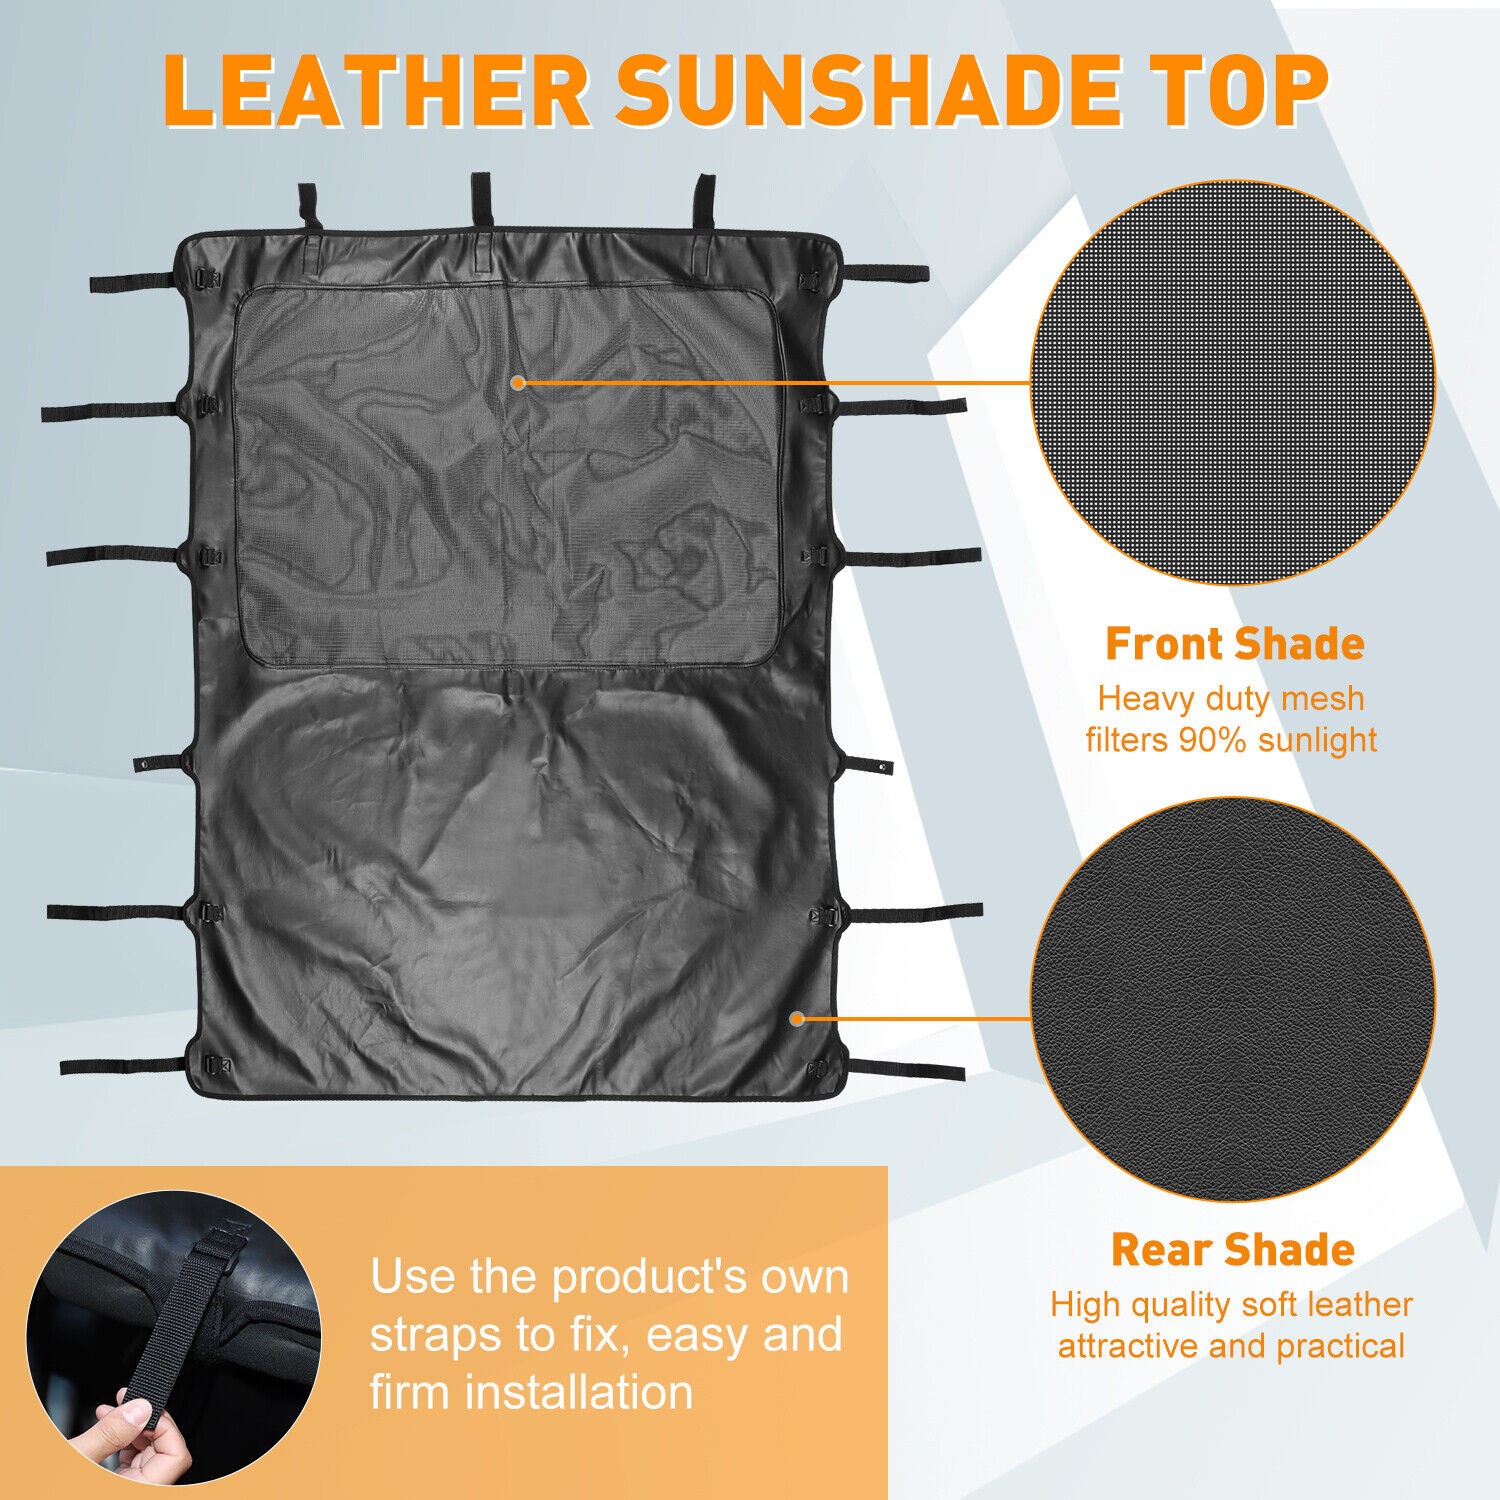 LEATHER SUNSHADE TOP
Front Shade
Heavy duty mesh
filters 90% sunlight
Rear Shade
High quality soft leather
attractive and practical
Use the product's own
straps to fix, easy and
firm installation